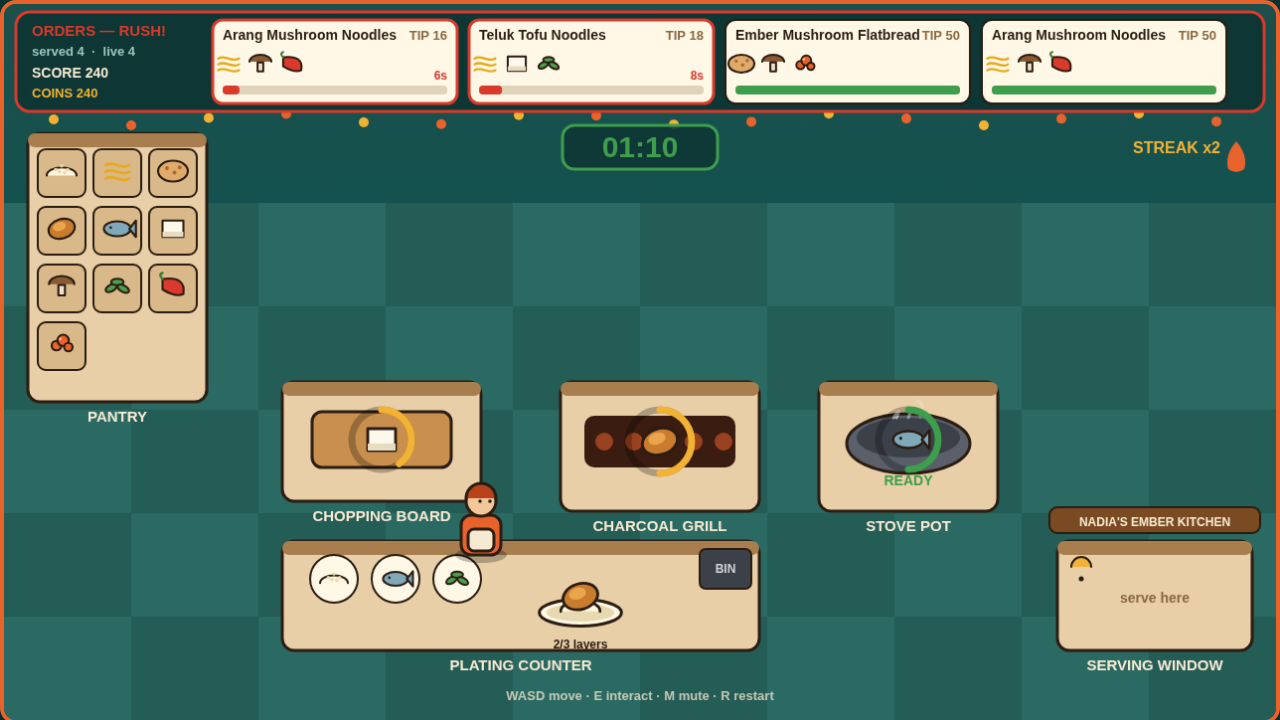 ORDERS — RUSH!
served 4 · live 4
SCORE 240
COINS 240
Arang Mushroom Noodles TIP 16
6s
Teluk Tofu Noodles TIP 18
8s
Ember Mushroom Flatbread TIP 50
Arang Mushroom Noodles TIP 50
01:10
STREAK x2
PANTRY
CHOPPING BOARD
CHARCOAL GRILL
READY
STOVE POT
NADIA'S EMBER KITCHEN
BIN
serve here
2/3 layers
PLATING COUNTER
SERVING WINDOW
WASD move · E interact · M mute · R restart